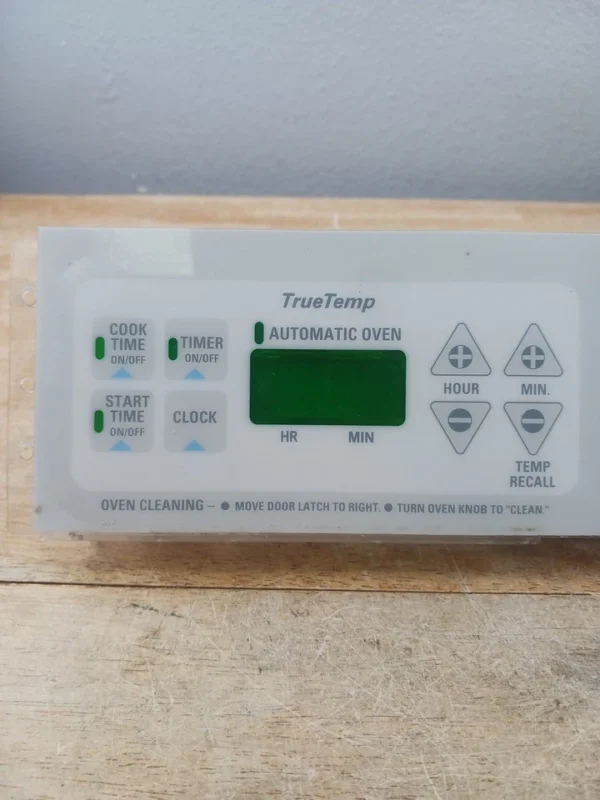 TrueTemp
COOK
TIME
ON/OFF
TIMER
ON/OFF
AUTOMATIC OVEN
START
TIME
ON/OFF
CLOCK
HR MIN
HOUR
MIN.
TEMP
RECALL
OVEN CLEANING – ● MOVE DOOR LATCH TO RIGHT. ● TURN OVEN KNOB TO "CLEAN."